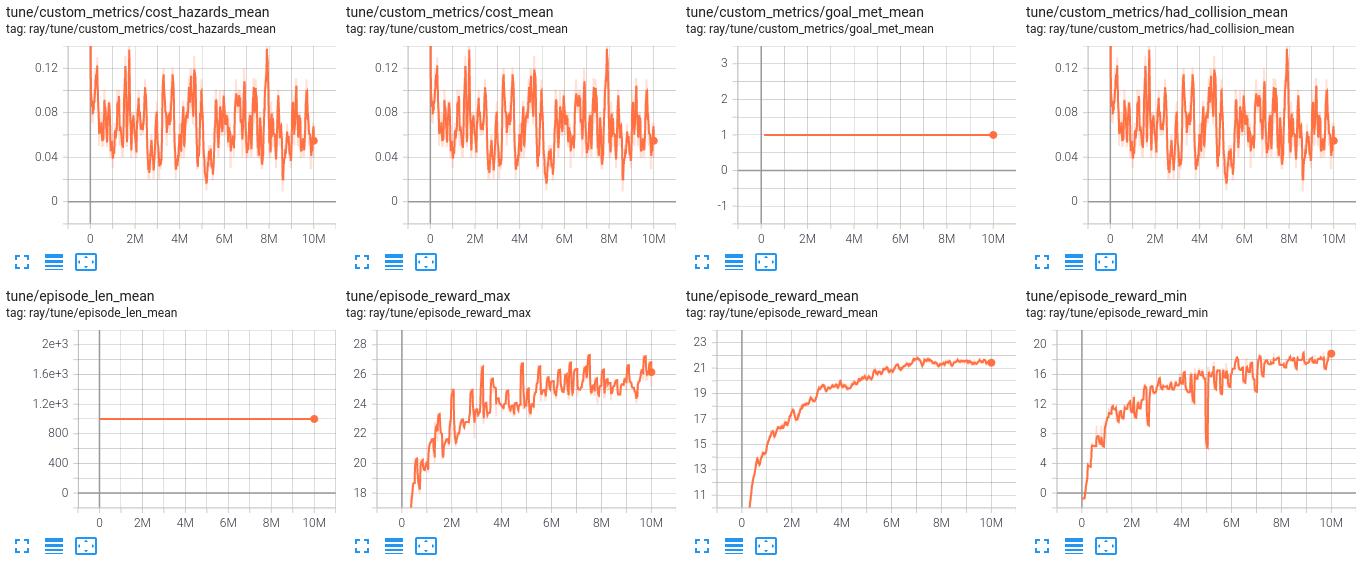 tune/custom_metrics/cost_hazards_mean
tag: ray/tune/custom_metrics/cost_hazards_mean
0.12
0.08
0.04
0
0 2M 4M 6M 8M 10M
tune/custom_metrics/cost_mean
tag: ray/tune/custom_metrics/cost_mean
0.12
0.08
0.04
0
0 2M 4M 6M 8M 10M
tune/custom_metrics/goal_met_mean
tag: ray/tune/custom_metrics/goal_met_mean
3
2
1
0
-1
0 2M 4M 6M 8M 10M
tune/custom_metrics/had_collision_mean
tag: ray/tune/custom_metrics/had_collision_mean
0.12
0.08
0.04
0
0 2M 4M 6M 8M 10M
tune/episode_len_mean
tag: ray/tune/episode_len_mean
2e+3
1.6e+3
1.2e+3
800
400
0
0 2M 4M 6M 8M 10M
tune/episode_reward_max
tag: ray/tune/episode_reward_max
28
26
24
22
20
18
0 2M 4M 6M 8M 10M
tune/episode_reward_mean
tag: ray/tune/episode_reward_mean
23
21
19
17
15
13
11
0 2M 4M 6M 8M 10M
tune/episode_reward_min
tag: ray/tune/episode_reward_min
20
16
12
8
4
0
0 2M 4M 6M 8M 10M